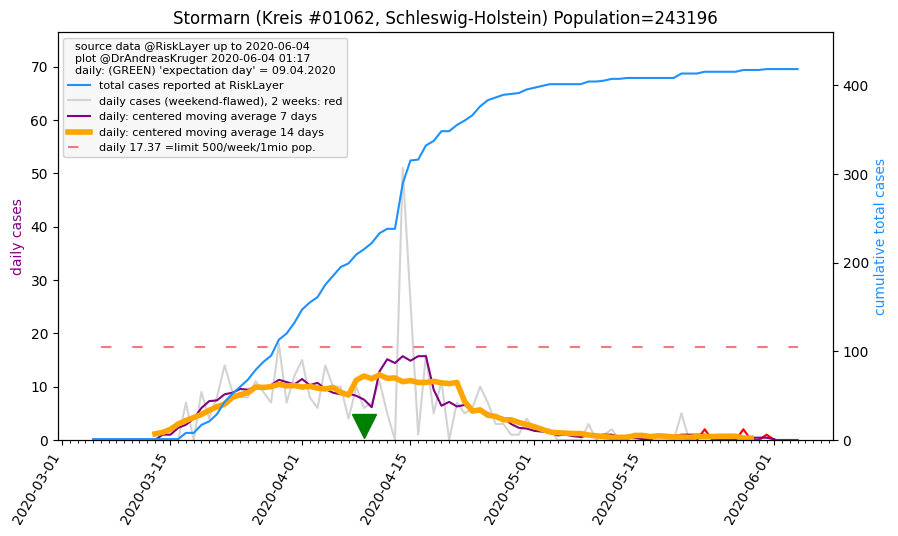 Stormarn (Kreis #01062, Schleswig-Holstein) Population=243196
source data @RiskLayer up to 2020-06-04
plot @DrAndreasKruger 2020-06-04 01:17
daily: (GREEN) 'expectation day' = 09.04.2020
total cases reported at RiskLayer
daily cases (weekend-flawed), 2 weeks: red
daily: centered moving average 7 days
daily: centered moving average 14 days
daily 17.37 =limit 500/week/1mio pop.
daily cases
70
60
50
40
30
20
10
0
cumulative total cases
400
300
200
100
0
2020-03-01
2020-03-15
2020-04-01
2020-04-15
2020-05-01
2020-05-15
2020-06-01